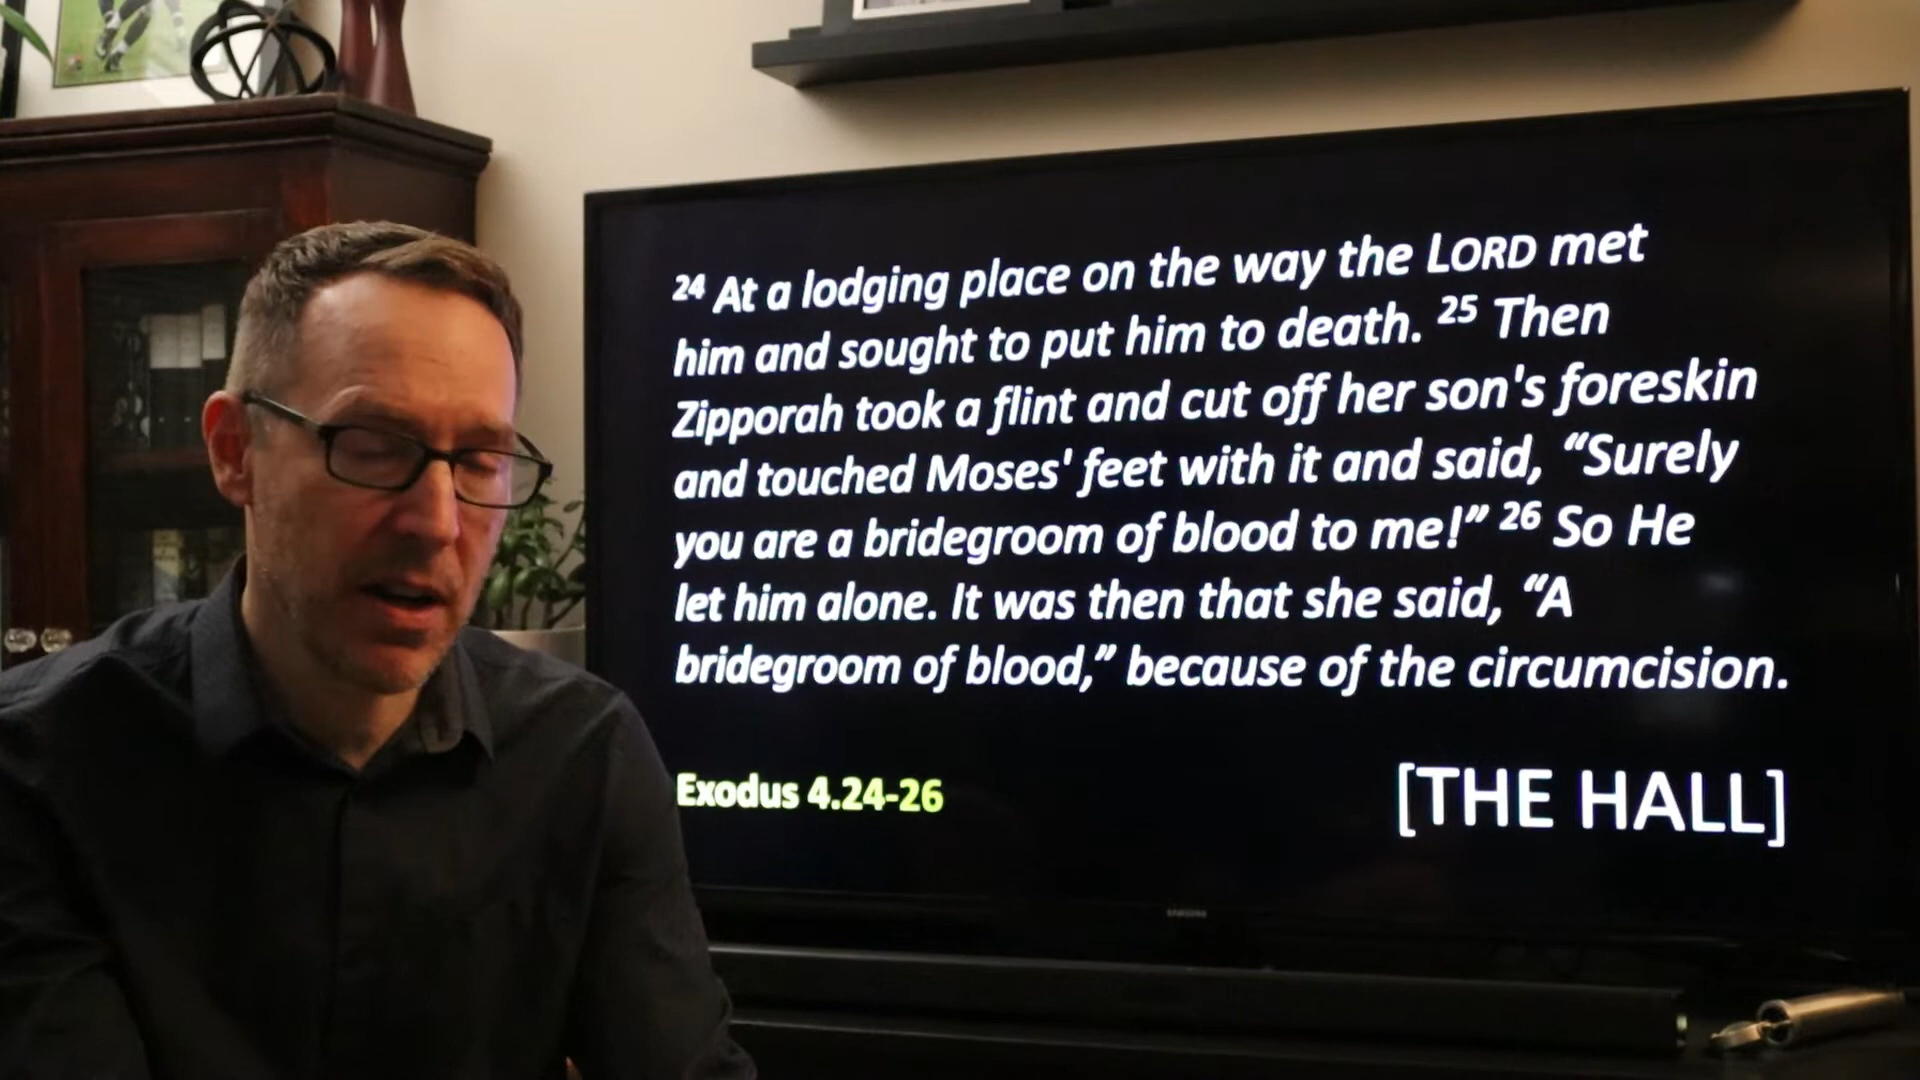 24 At a lodging place on the way the LORD met
him and sought to put him to death. 25 Then
Zipporah took a flint and cut off her son's foreskin
and touched Moses' feet with it and said, “Surely
you are a bridegroom of blood to me!” 26 So He
let him alone. It was then that she said, “A
bridegroom of blood,” because of the circumcision.
Exodus 4.24-26
[THE HALL]
SAMSUNG